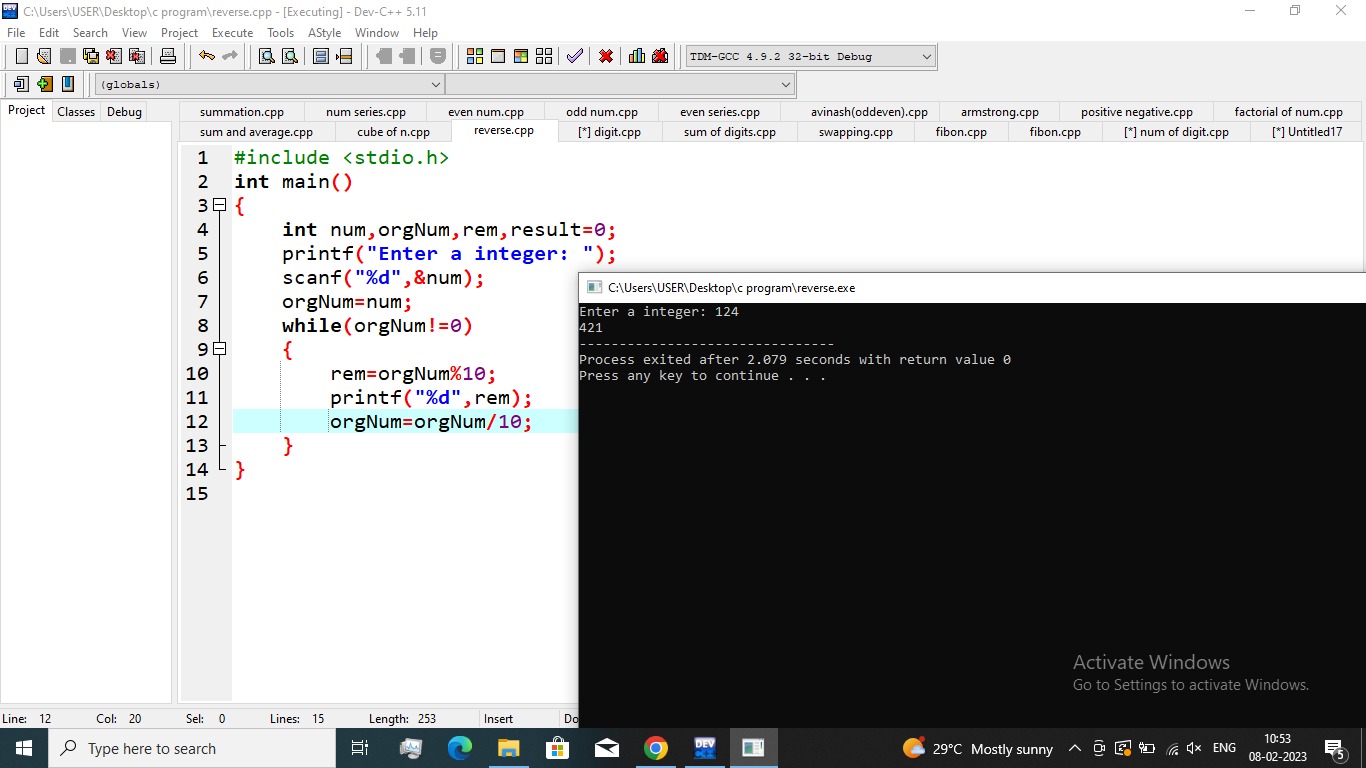 C:\Users\USER\Desktop\c program\reverse.cpp - [Executing] - Dev-C++ 5.11
File Edit Search View Project Execute Tools AStyle Window Help
TDM-GCC 4.9.2 32-bit Debug
(globals)
Project Classes Debug
summation.cpp num series.cpp even num.cpp odd num.cpp even series.cpp avinash(oddeven).cpp armstrong.cpp positive negative.cpp factorial of num.cpp
sum and average.cpp cube of n.cpp reverse.cpp [*] digit.cpp sum of digits.cpp swapping.cpp fibon.cpp fibon.cpp [*] num of digit.cpp [*] Untitled17
1 #include <stdio.h>
2 int main()
3 {
4 int num,orgNum,rem,result=0;
5 printf("Enter a integer: ");
6 scanf("%d",&num);
7 orgNum=num;
8 while(orgNum!=0)
9 {
10 rem=orgNum%10;
11 printf("%d",rem);
12 orgNum=orgNum/10;
13 }
14 }
15
C:\Users\USER\Desktop\c program\reverse.exe
Enter a integer: 124
421
--------------------------------
Process exited after 2.079 seconds with return value 0
Press any key to continue . . .
Activate Windows
Go to Settings to activate Windows.
Line: 12 Col: 20 Sel: 0 Lines: 15 Length: 253 Insert Do
Type here to search
DEV
29°C Mostly sunny
ENG
10:53
08-02-2023
5